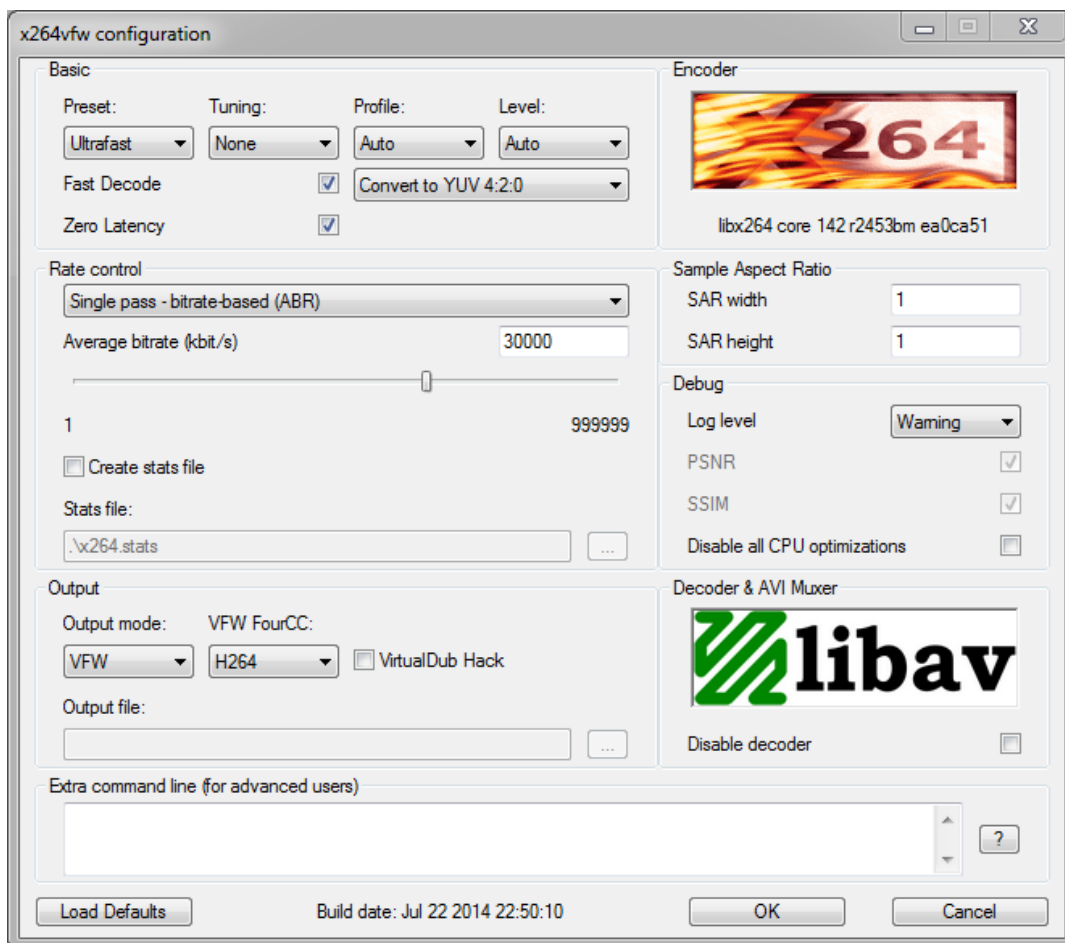 x264vfw configuration
Basic
Preset:
Tuning:
Profile:
Level:
Ultrafast
None
Auto
Auto
Fast Decode
Convert to YUV 4:2:0
Zero Latency
Encoder
264
libx264 core 142 r2453bm ea0ca51
Rate control
Single pass - bitrate-based (ABR)
Average bitrate (kbit/s)
30000
1
999999
Create stats file
Stats file:
.\x264.stats
...
Sample Aspect Ratio
SAR width
1
SAR height
1
Debug
Log level
Warning
PSNR
SSIM
Disable all CPU optimizations
Output
Output mode:
VFW FourCC:
VFW
H264
VirtualDub Hack
Output file:
...
Decoder & AVI Muxer
libav
Disable decoder
Extra command line (for advanced users)
?
Load Defaults
Build date: Jul 22 2014 22:50:10
OK
Cancel